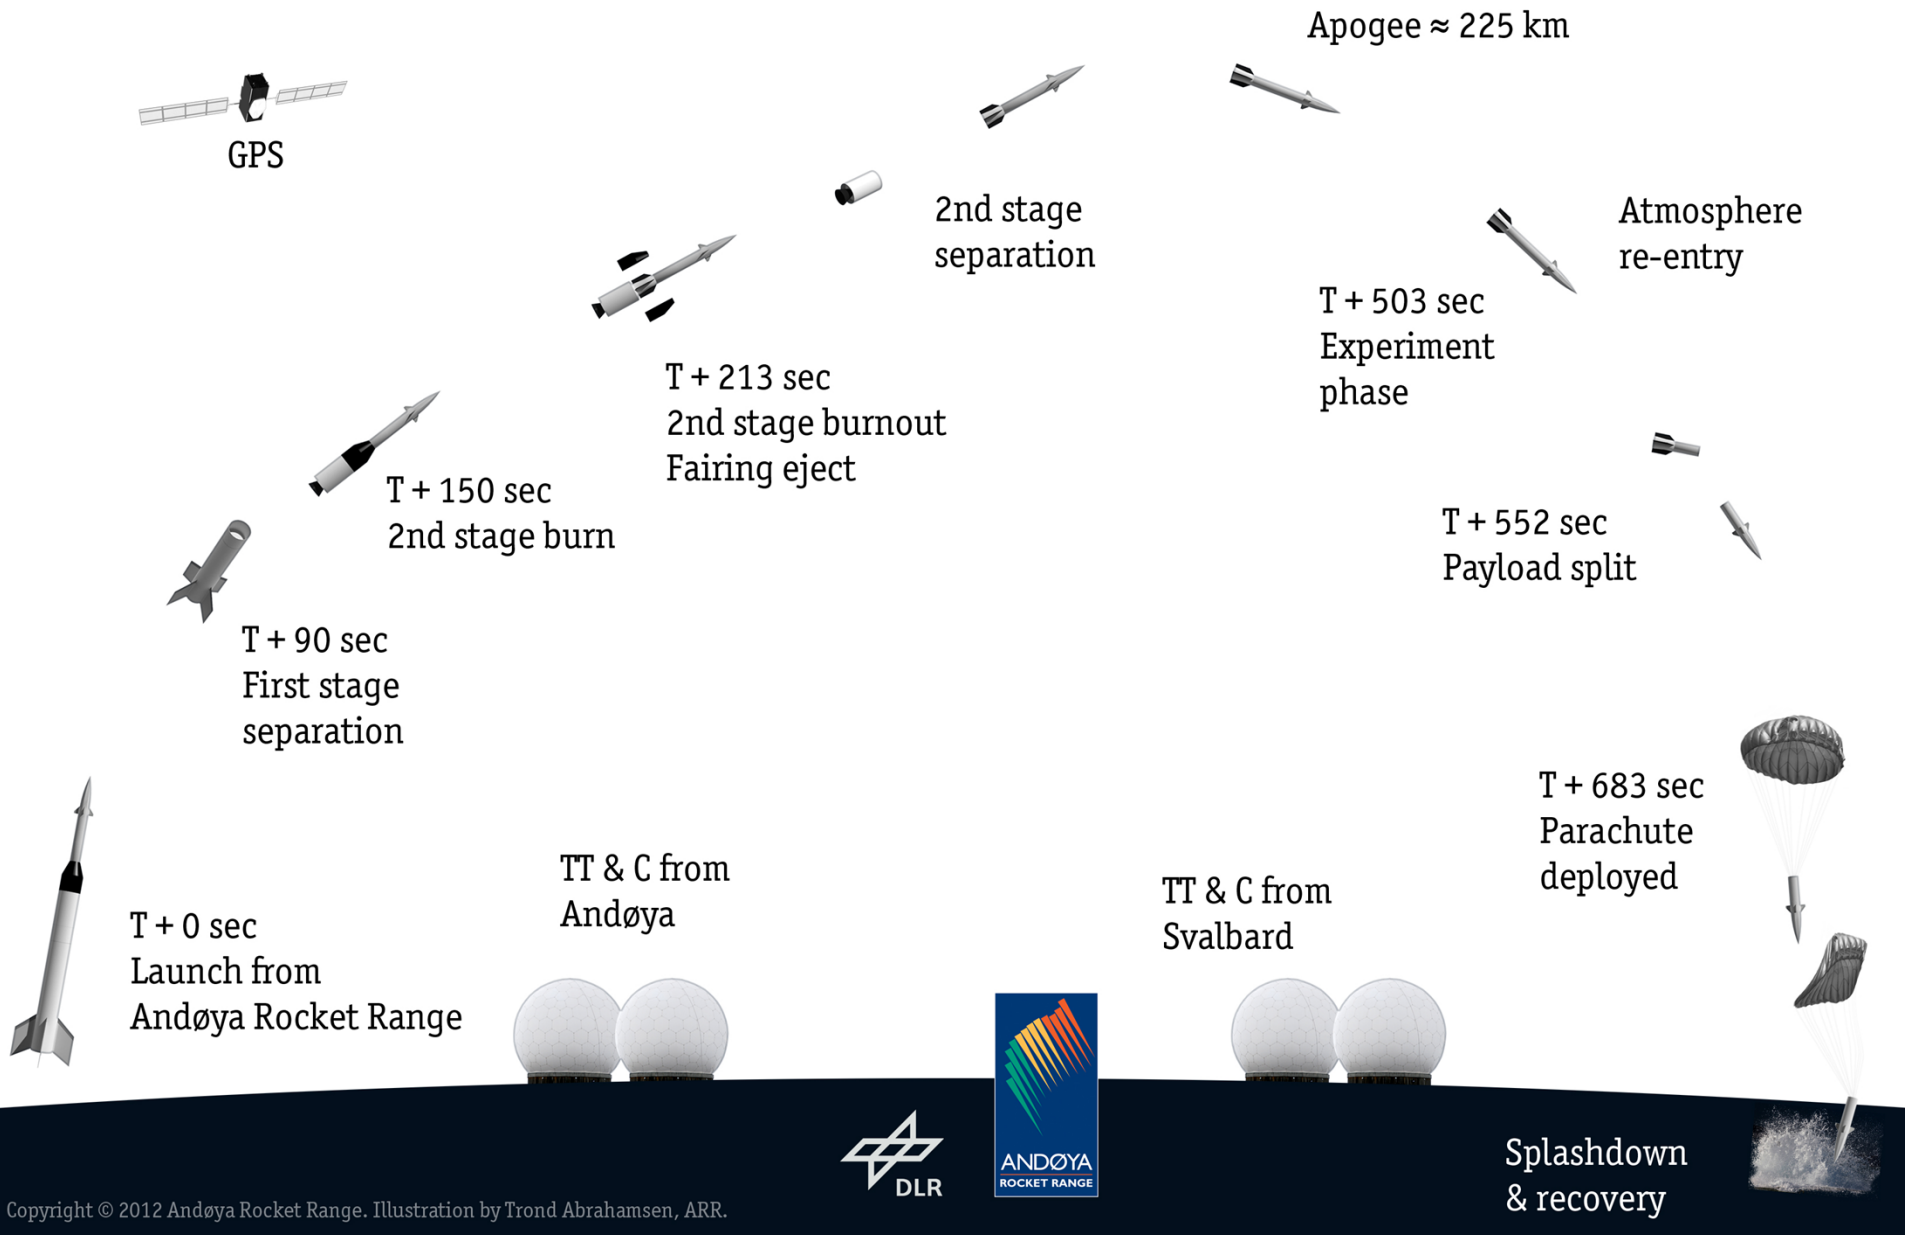 Apogee ≈ 225 km
GPS
2nd stage
separation
Atmosphere
re-entry
T + 503 sec
Experiment
phase
T + 213 sec
2nd stage burnout
Fairing eject
T + 150 sec
2nd stage burn
T + 552 sec
Payload split
T + 90 sec
First stage
separation
T + 683 sec
Parachute
deployed
TT & C from
Andøya
TT & C from
Svalbard
T + 0 sec
Launch from
Andøya Rocket Range
DLR
ANDØYA
ROCKET RANGE
Splashdown
& recovery
Copyright © 2012 Andøya Rocket Range. Illustration by Trond Abrahamsen, ARR.